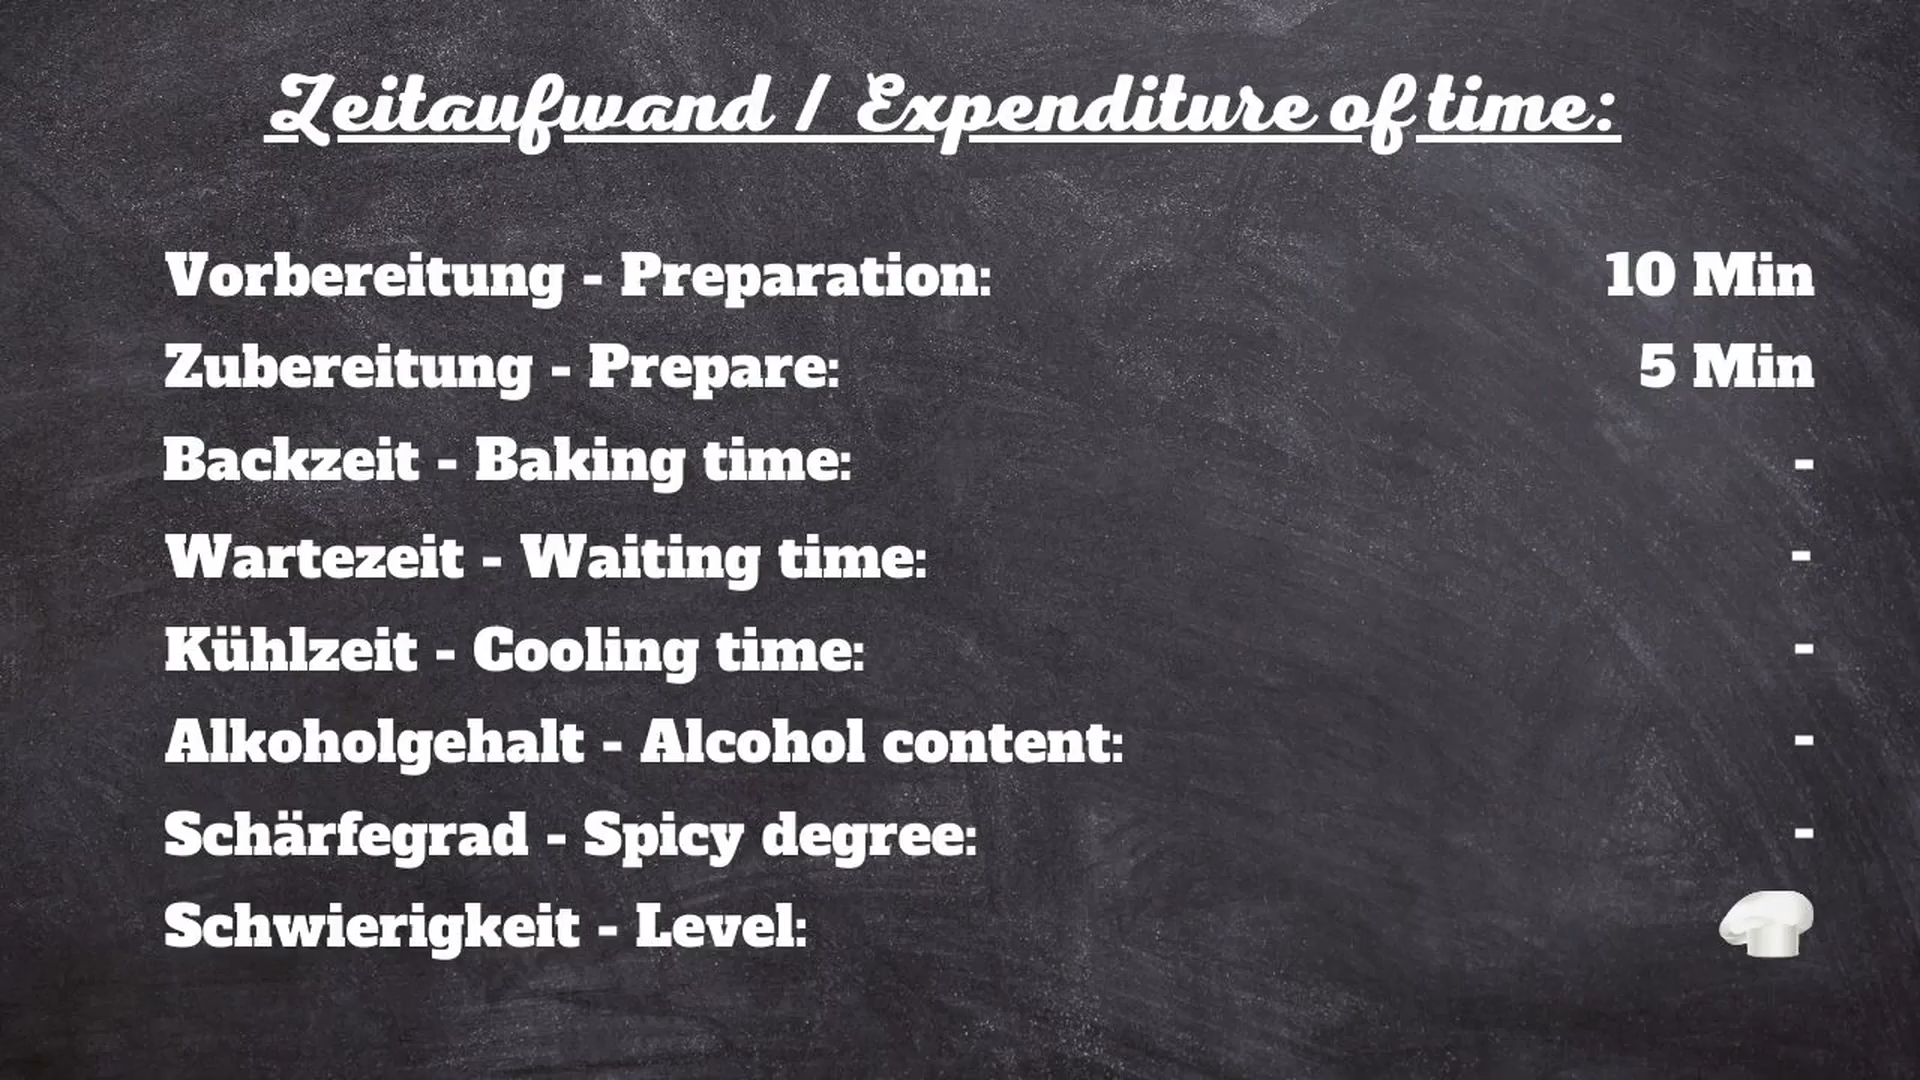 Zeitaufwand / Expenditure of time:
Vorbereitung - Preparation: 10 Min
Zubereitung - Prepare: 5 Min
Backzeit - Baking time: -
Wartezeit - Waiting time: -
Kühlzeit - Cooling time: -
Alkoholgehalt - Alcohol content: -
Schärfegrad - Spicy degree: -
Schwierigkeit - Level: